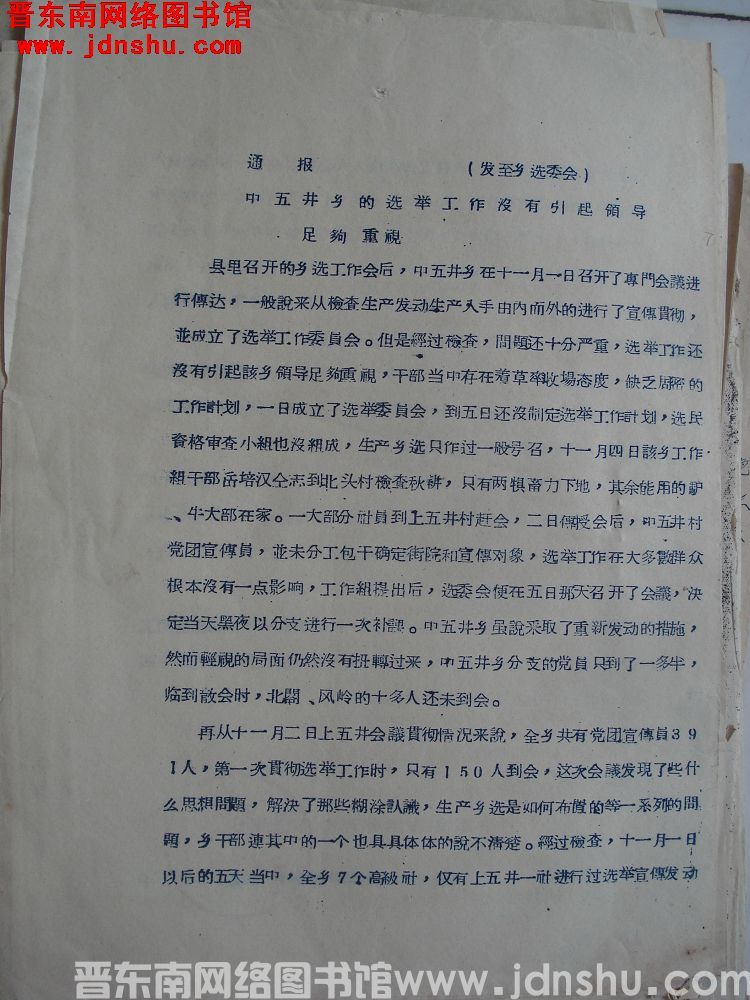 晋东南网络图书馆
www.jdnshu.com
通 报 (发至乡选委会)
中五井乡的选举工作沒有引起領导
足夠重視
县里召开的乡选工作会后，中五井乡在十一月一日召开了專門会議进
行傳达，一般說来从檢查生产发动生产入手由內而外的进行了宣傳貫彻，
並成立了选举工作委員会。但是經过檢查，問題还十分严重，选举工作还
沒有引起該乡領导足夠重視，干部当中存在着草率收場态度，缺乏周密的
工作計划，一日成立了选举委員会，到五日还沒制定选举工作計划，选民
資格审查小組也沒組成，生产乡选只作过一般号召，十一月四日該乡工作
組干部岳培汉仝志到北头村檢查秋耕，只有两犋畜力下地，其余能用的驴
、牛大部在家。一大部分社員到上五井村赶会，二日傳授会后，中五井村
党团宣傳員，並未分工包干确定街院和宣傳对象，选举工作在大多数群众
根本沒有一点影响，工作組提出后，选委会便在五日那天召开了会議，决
定当天黑夜以分支进行一次补課。中五井乡虽說采取了重新发动的措施，
然而輕視的局面仍然沒有扭轉过来，中五井乡分支的党員只到了一多半，
临到散会时，北閣、风岭的十多人还未到会。
再从十一月二日上五井会議貫彻情况来說，全乡共有党团宣傳員３９
１人，第一次貫彻选举工作时，只有１５０人到会，这次会議发現了些什
么思想問題，解决了那些糊涂認識，生产乡选是如何布置的等一系列的問
題，乡干部連其中的一个也具具体体的說不清楚。經过檢查，十一月一日
以后的五天当中，全乡７个高級社，仅有上五井一社进行过选举宣傳发动
晋东南网络图书馆www.jdnshu.com